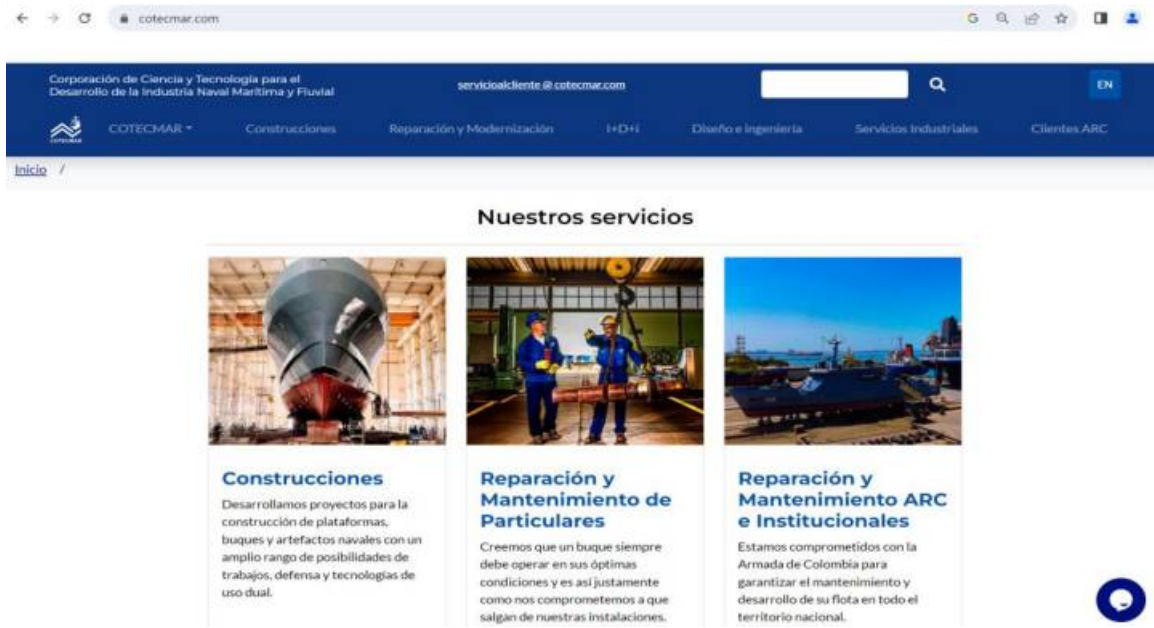 cotecmar.com
G
Corporación de Ciencia y Tecnología para el
Desarrollo de la Industria Naval Marítima y Fluvial
servicioalcliente @ cotecmar.com
EN
COTECMAR
COTECMAR
Construcciones
Reparación y Modernización
I+D+i
Diseño e ingeniería
Servicios Industriales
Clientes ARC
Inicio /
Nuestros servicios
Construcciones
Desarrollamos proyectos para la
construcción de plataformas,
buques y artefactos navales con un
amplio rango de posibilidades de
trabajos, defensa y tecnologías de
uso dual.
Reparación y
Mantenimiento de
Particulares
Creemos que un buque siempre
debe operar en sus óptimas
condiciones y es así justamente
como nos comprometemos a que
salgan de nuestras instalaciones.
Reparación y
Mantenimiento ARC
e Institucionales
Estamos comprometidos con la
Armada de Colombia para
garantizar el mantenimiento y
desarrollo de su flota en todo el
territorio nacional.